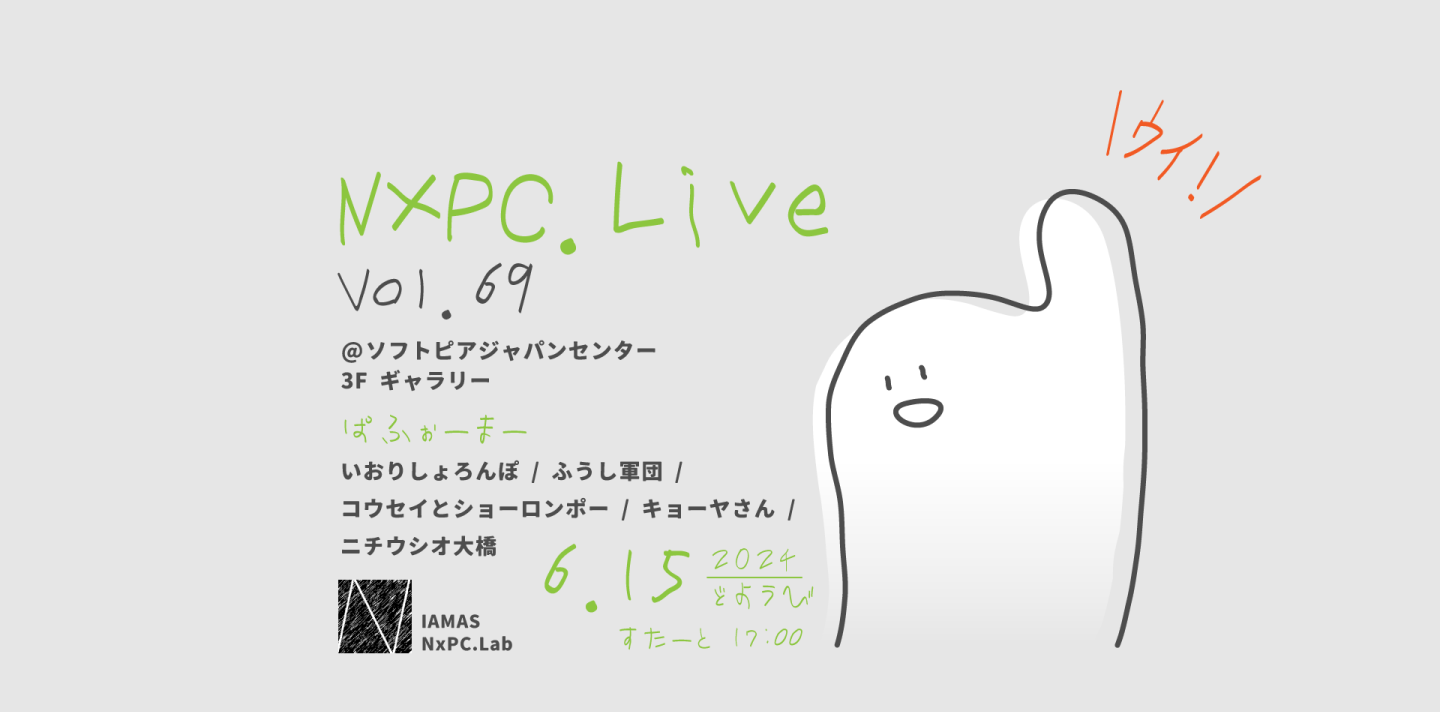 NxPC.Live
Vol.69
@ソフトピアジャパンセンター
3F ギャラリー
ぱふぉーまー
いおりしょろんぽ / ふうし軍団 /
コウセイとショーロンポー / キョーヤさん /
ニチウシオ大橋
6.15 2024
どようび
すたーと 17:00
IAMAS
NxPC.Lab
\ウイ!/